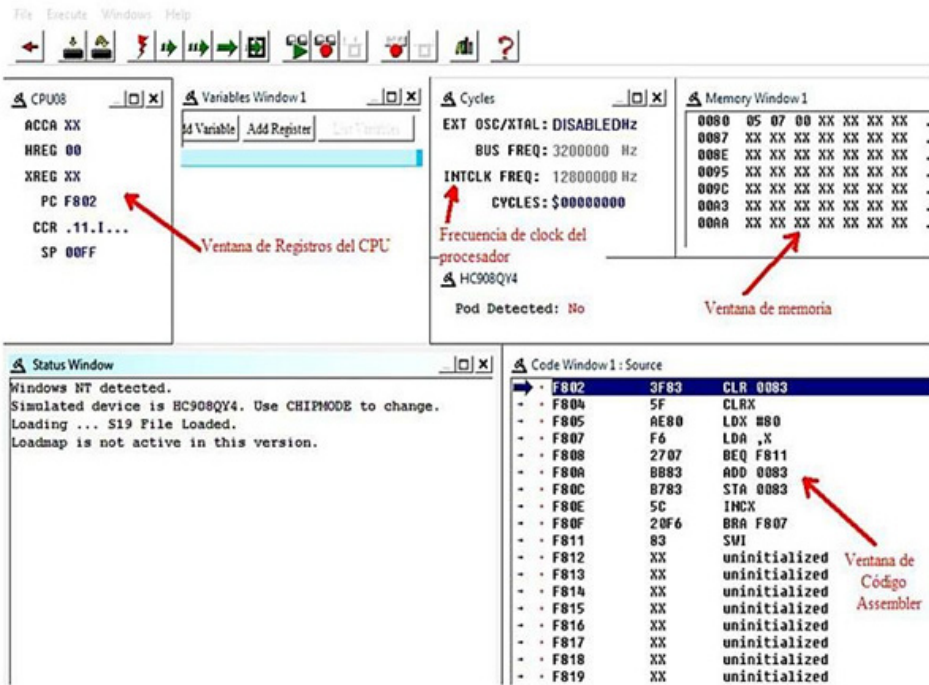 File Execute Windows Help
CPU08
ACCA XX
HREG 00
XREG XX
PC F802
CCR .11.I...
SP 00FF
Ventana de Registros del CPU
Variables Window 1
Add Register
Cycles
EXT OSC/XTAL: DISABLEDHz
BUS FREQ: 3200000 Hz
INTCLK FREQ: 12800000 Hz
CYCLES: $00000000
Frecuencia de clock del
procesador
HC908QY4
Pod Detected: No
Memory Window 1
0080 05 07 00 XX XX XX XX
0087 XX XX XX XX XX XX XX
008E XX XX XX XX XX XX XX
0095 XX XX XX XX XX XX XX
009C XX XX XX XX XX XX XX
00A3 XX XX XX XX XX XX XX
00AA XX XX XX XX XX XX XX
Ventana de memoria
Status Window
Windows NT detected.
Simulated device is HC908QY4. Use CHIPMODE to change.
Loading ... S19 File Loaded.
Loadmap is not active in this version.
Code Window 1 : Source
F802 3F83 CLR 0083
F804 5F CLRX
F805 AE80 LDX #80
F807 F6 LDA ,X
F808 2707 BEQ F811
F80A BB83 ADD 0083
F80C B783 STA 0083
F80E 5C INCX
F80F 20F6 BRA F807
F811 83 SWI
F812 XX uninitialized
F813 XX uninitialized
F814 XX uninitialized
F815 XX uninitialized
F816 XX uninitialized
F817 XX uninitialized
F818 XX uninitialized
F819 XX uninitialized
Ventana de
Código
Assembler